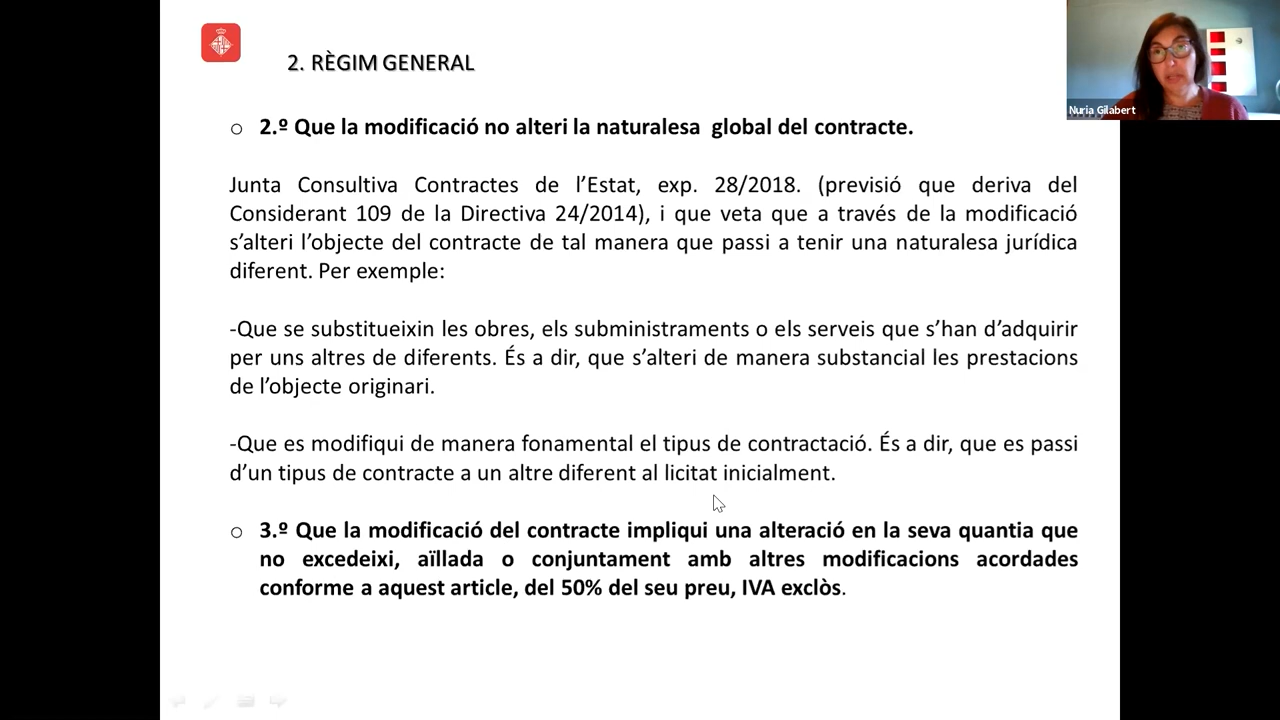 2. RÈGIM GENERAL
Nuria Gilabert
o 2.º Que la modificació no alteri la naturalesa global del contracte.
Junta Consultiva Contractes de l’Estat, exp. 28/2018. (previsió que deriva del
Considerant 109 de la Directiva 24/2014), i que veta que a través de la modificació
s’alteri l’objecte del contracte de tal manera que passi a tenir una naturalesa jurídica
diferent. Per exemple:
-Que se substitueixin les obres, els subministraments o els serveis que s’han d’adquirir
per uns altres de diferents. És a dir, que s’alteri de manera substancial les prestacions
de l’objecte originari.
-Que es modifiqui de manera fonamental el tipus de contractació. És a dir, que es passi
d’un tipus de contracte a un altre diferent al licitat inicialment.
o 3.º Que la modificació del contracte impliqui una alteració en la seva quantia que
no excedeixi, aïllada o conjuntament amb altres modificacions acordades
conforme a aquest article, del 50% del seu preu, IVA exclòs.